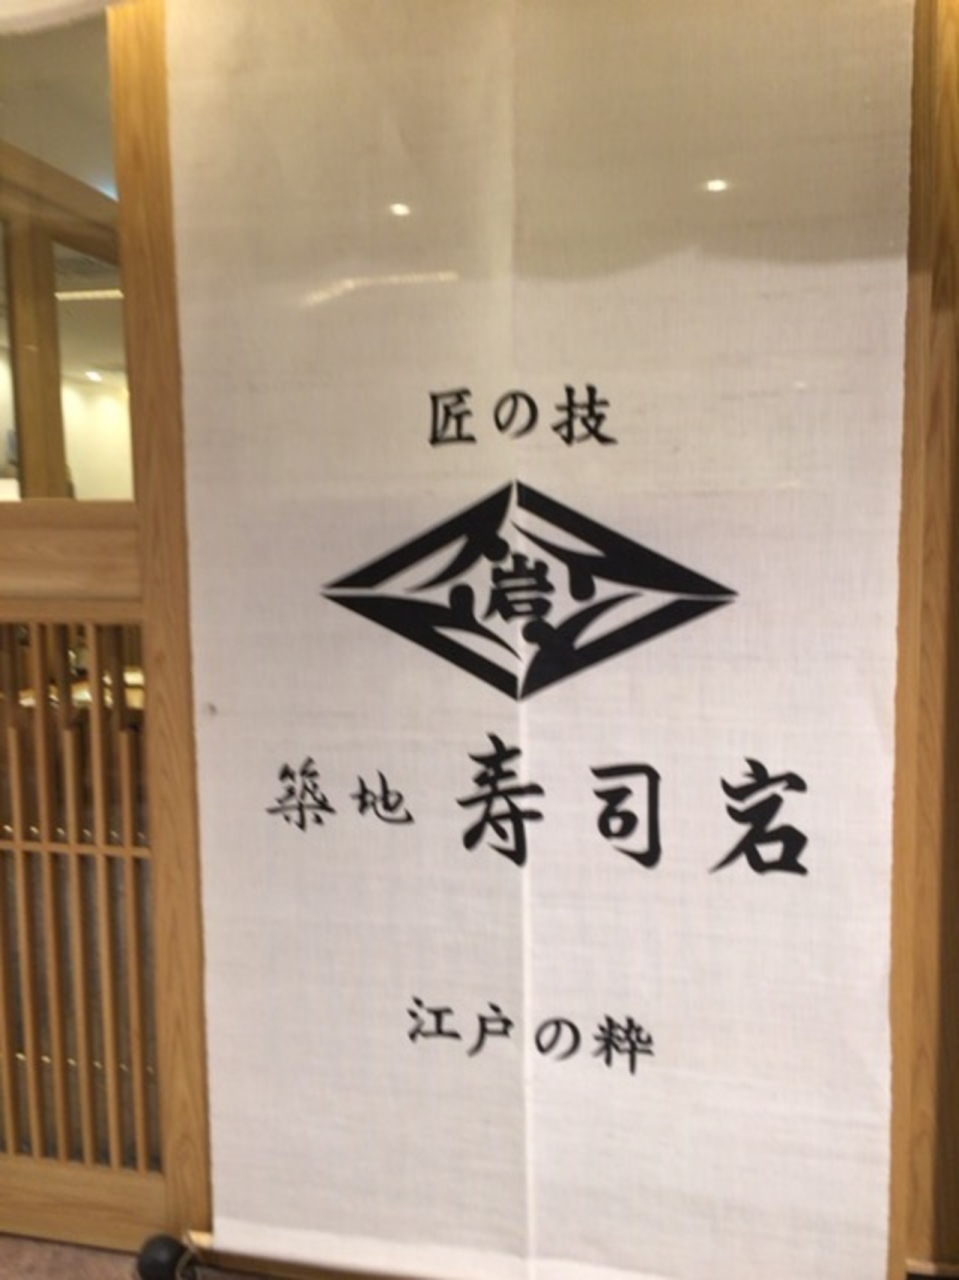 匠の技
岩
築地 寿司岩
江戸の粋